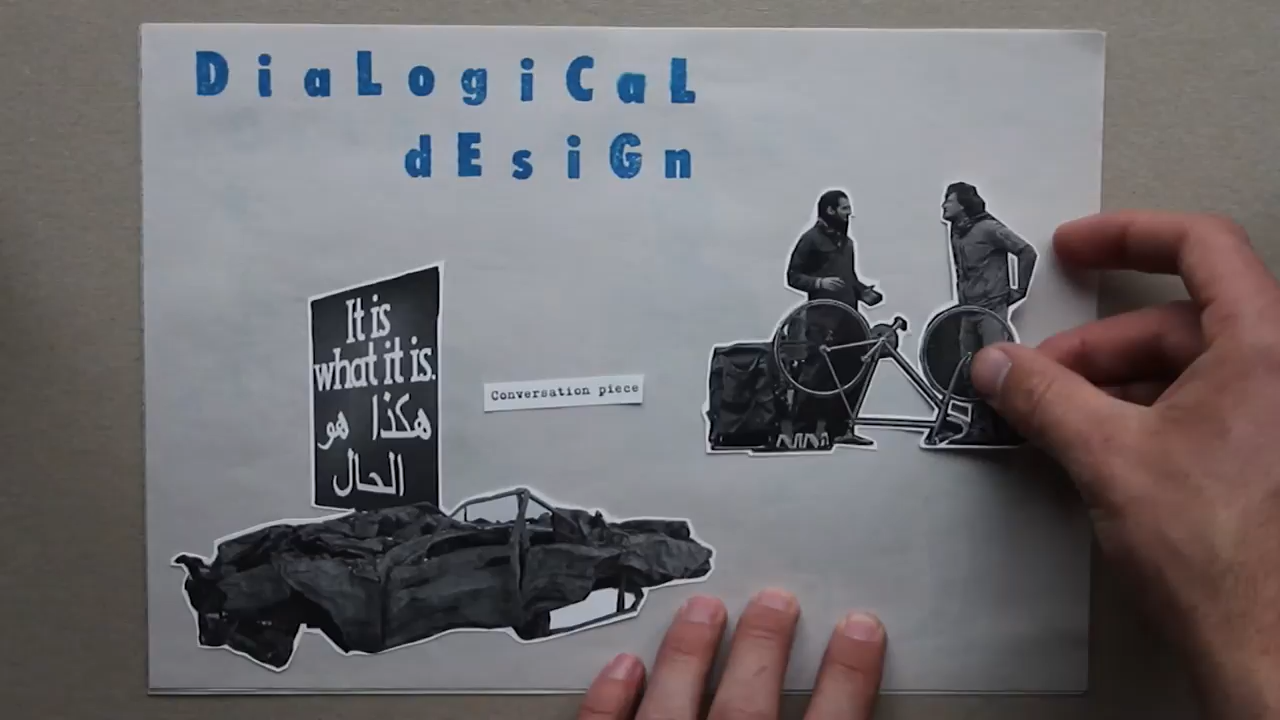 DiaLogiCaL
dEsiGn
It is
what it is.
هكذا هو
الحال
Conversation piece